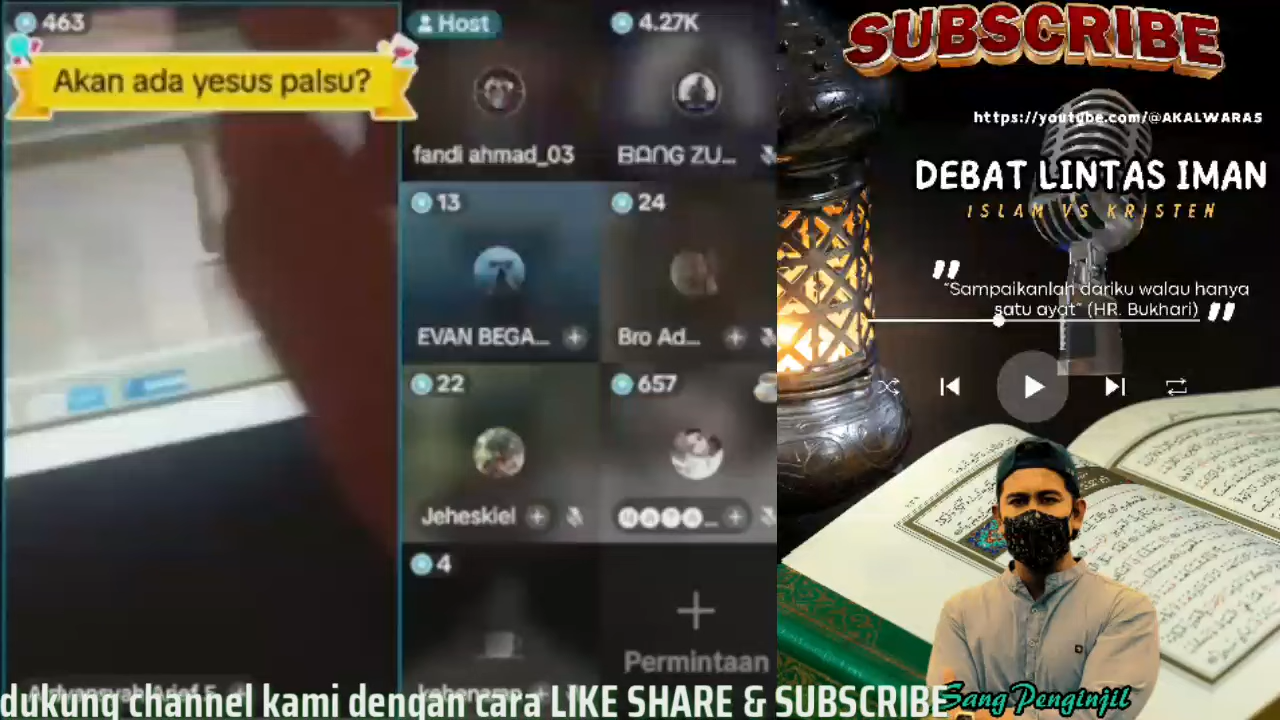 463
Akan ada yesus palsu?
Host
fandi ahmad_03
4.27K
BANG ZU...
13
EVAN BEGA...
24
Bro Ad...
22
Jeheskiel
657
4
Permintaan
dukung channel kami dengan cara LIKE SHARE & SUBSCRIBE
SUBSCRIBE
https://youtube.com/@AKALWARAS
DEBAT LINTAS IMAN
ISLAM VS KRISTEN
"Sampaikanlah dariku walau hanya
satu ayat" (HR. Bukhari)
Sang Penginjil